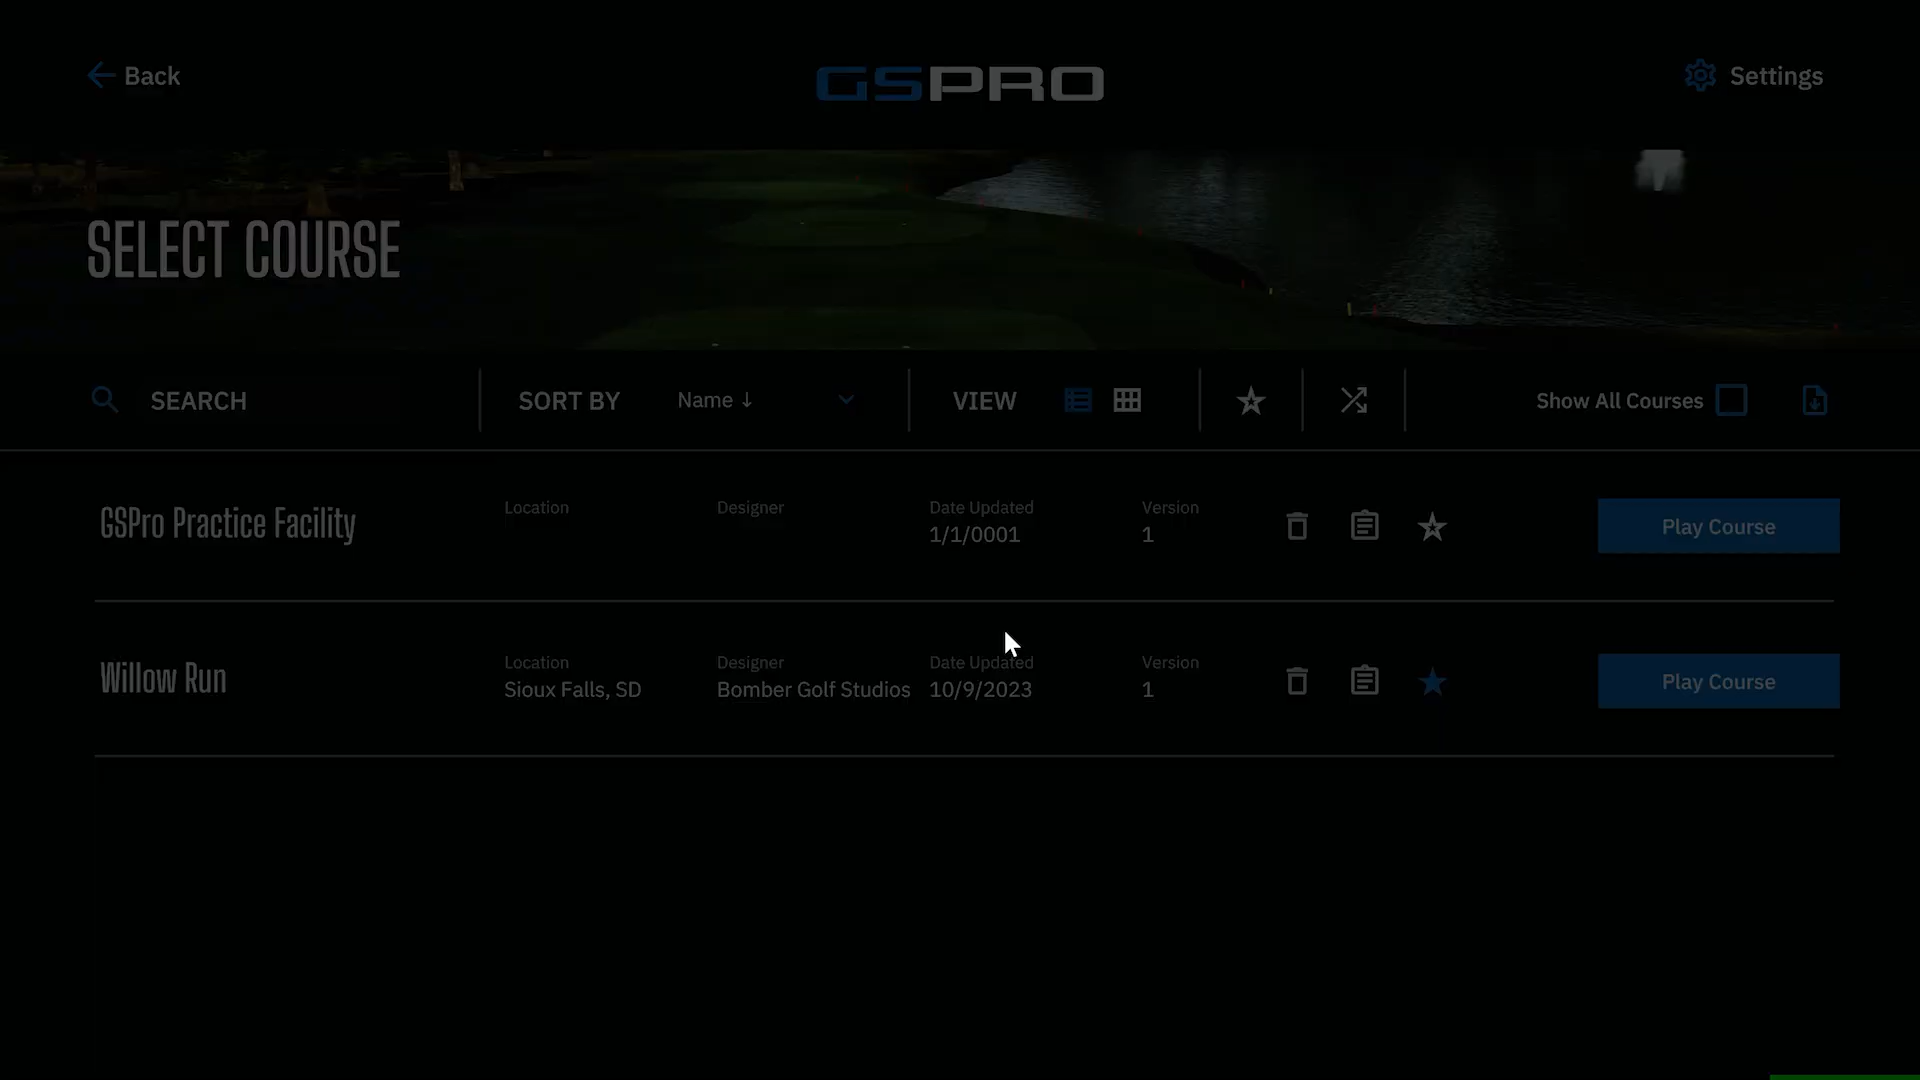 Back
GSPRO
Settings
SELECT COURSE
SEARCH
SORT BY
Name ↓
VIEW
Show All Courses
GSPro Practice Facility
Location
Designer
Date Updated
1/1/0001
Version
1
Play Course
Willow Run
Location
Sioux Falls, SD
Designer
Bomber Golf Studios
Date Updated
10/9/2023
Version
1
Play Course